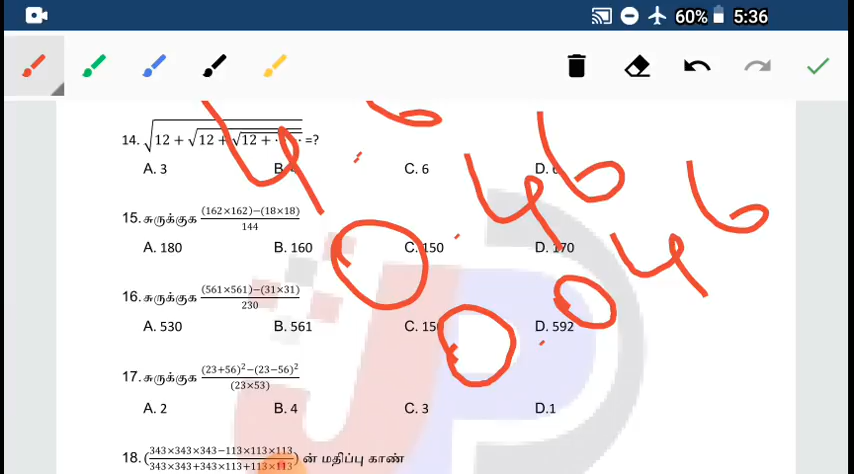 60% 5:36
14. √12 + √12 + √12 + ⋯ =?
A. 3 B. 4 C. 6 D.
15. சுருக்குக (162×162)−(18×18) / 144
A. 180 B. 160 C. 150 D. 170
16. சுருக்குக (561×561)−(31×31) / 230
A. 530 B. 561 C. D. 592
17. சுருக்குக (23+56)² −(23−56)² / (23×53)
A. 2 B. 4 C. 3 D.1
18. (343×343×343−113×113×113 / 343×343+343×113+113×113) ன் மதிப்பு காண்